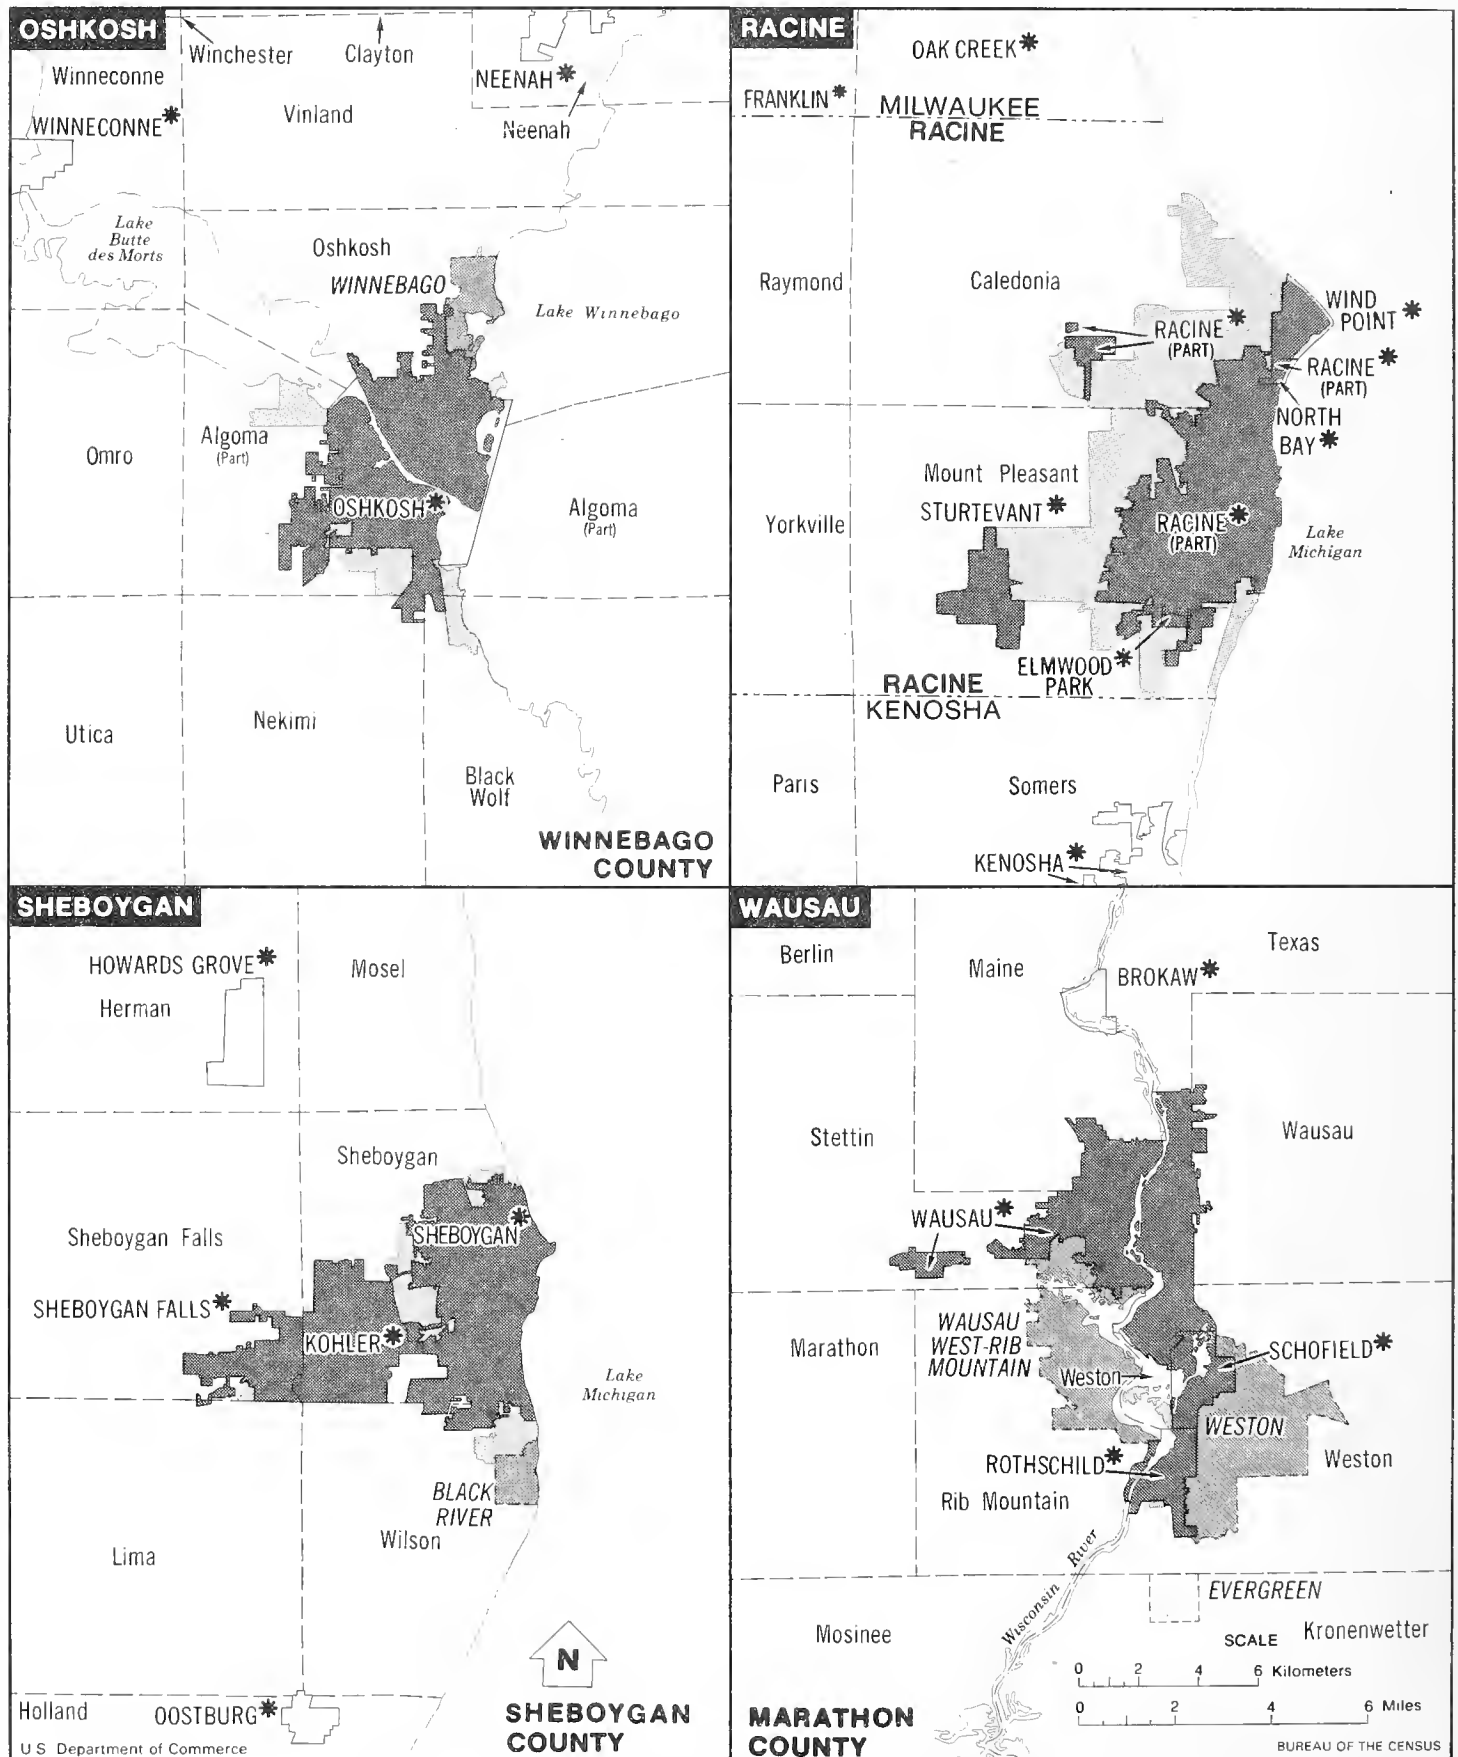 OSHKOSH
Winchester
Clayton
Winneconne
NEENAH*
WINNECONNE*
Vinland
Neenah
Lake
Butte
des Morts
Oshkosh
WINNEBAGO
Lake Winnebago
Omro
Algoma
(Part)
OSHKOSH*
Algoma
(Part)
Utica
Nekimi
Black
Wolf
WINNEBAGO
COUNTY
RACINE
OAK CREEK*
FRANKLIN*
MILWAUKEE
RACINE
Raymond
Caledonia
WIND
POINT*
RACINE*
(PART)
RACINE*
(PART)
NORTH
BAY*
Mount Pleasant
STURTEVANT*
Yorkville
RACINE*
(PART)
Lake
Michigan
ELMWOOD*
PARK
RACINE
KENOSHA
Paris
Somers
KENOSHA*
SHEBOYGAN
HOWARDS GROVE*
Mosel
Herman
Sheboygan
SHEBOYGAN*
Sheboygan Falls
SHEBOYGAN FALLS*
KOHLER*
Lake
Michigan
BLACK
RIVER
Wilson
Lima
N
Holland
OOSTBURG*
SHEBOYGAN
COUNTY
U S Department of Commerce
WAUSAU
Berlin
Maine
Texas
BROKAW*
Stettin
Wausau
WAUSAU*
Marathon
WAUSAU
WEST-RIB
MOUNTAIN
SCHOFIELD*
Weston
WESTON
ROTHSCHILD*
Weston
Rib Mountain
Wisconsin River
EVERGREEN
Mosinee
Kronenwetter
SCALE
0 2 4 6 Kilometers
0 2 4 6 Miles
MARATHON
COUNTY
BUREAU OF THE CENSUS